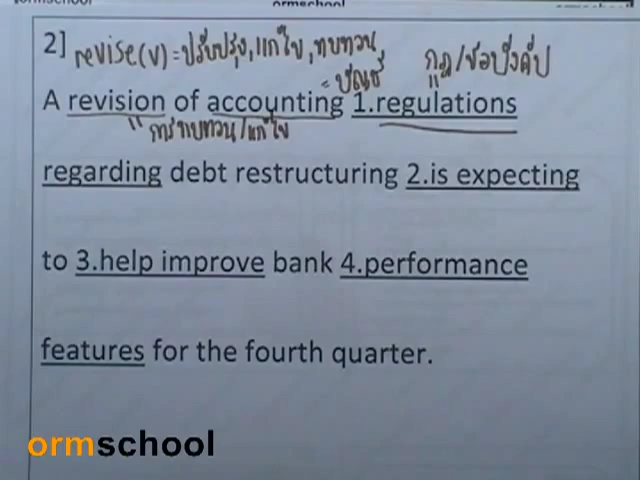 ormschool
2] revise(v) = ปรับปรุง, แก้ไข, ทบทวน
= บัญชี กฎ/ข้อบังคับ
A revision of accounting 1.regulations
" การทบทวน/แก้ไข
regarding debt restructuring 2.is expecting
to 3.help improve bank 4.performance
features for the fourth quarter.
ormschool